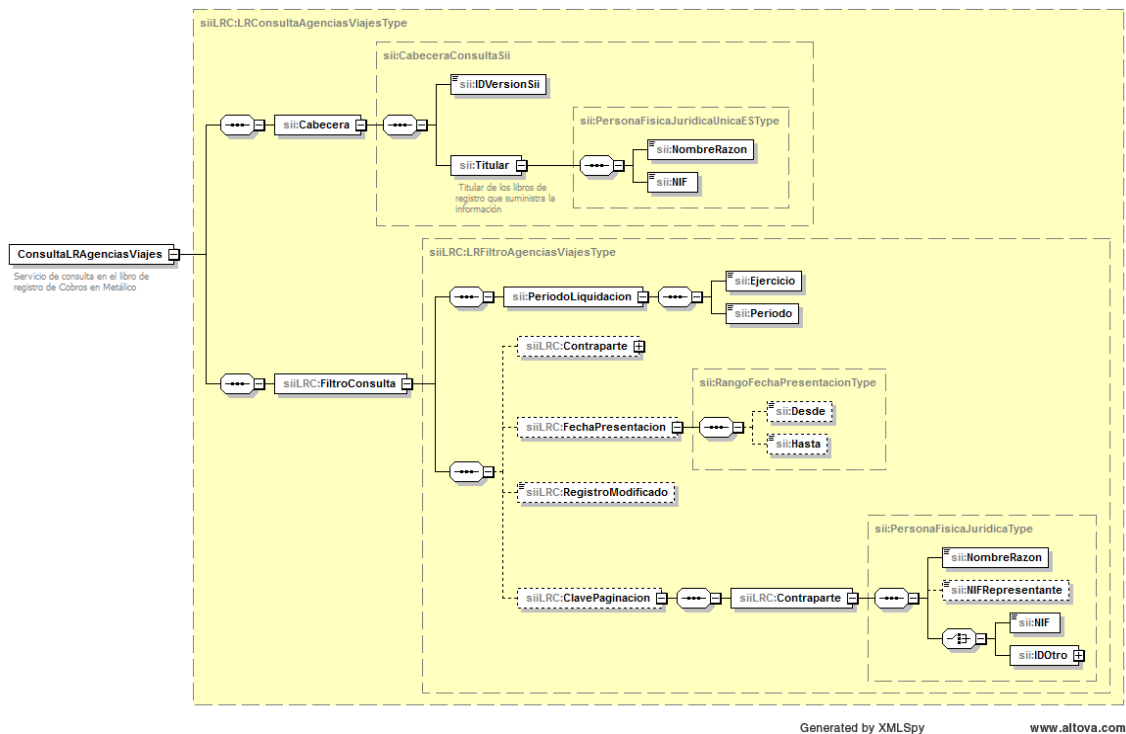 siiLRC:LRConsultaAgenciasViajesType
sii:CabeceraConsultaSii
sii:IDVersionSii
sii:PersonaFisicaJuridicaUnicaESType
sii:Cabecera
sii:NombreRazon
sii:Titular
sii:NIF
Titular de los libros de
registro que suministra la
información
siiLRC:LRFiltroAgenciasViajesType
ConsultaLRAgenciasViajes
Servicio de consulta en el libro de
registro de Cobros en Metálico
sii:Ejercicio
sii:PeriodoLiquidacion
sii:Periodo
siiLRC:Contraparte
siiLRC:FiltroConsulta
sii:RangoFechaPresentacionType
sii:Desde
siiLRC:FechaPresentacion
sii:Hasta
siiLRC:RegistroModificado
sii:PersonaFisicaJuridicaType
sii:NombreRazon
sii:NIFRepresentante
siiLRC:ClavePaginacion
siiLRC:Contraparte
sii:NIF
sii:IDOtro
Generated by XMLSpy
www.altova.com